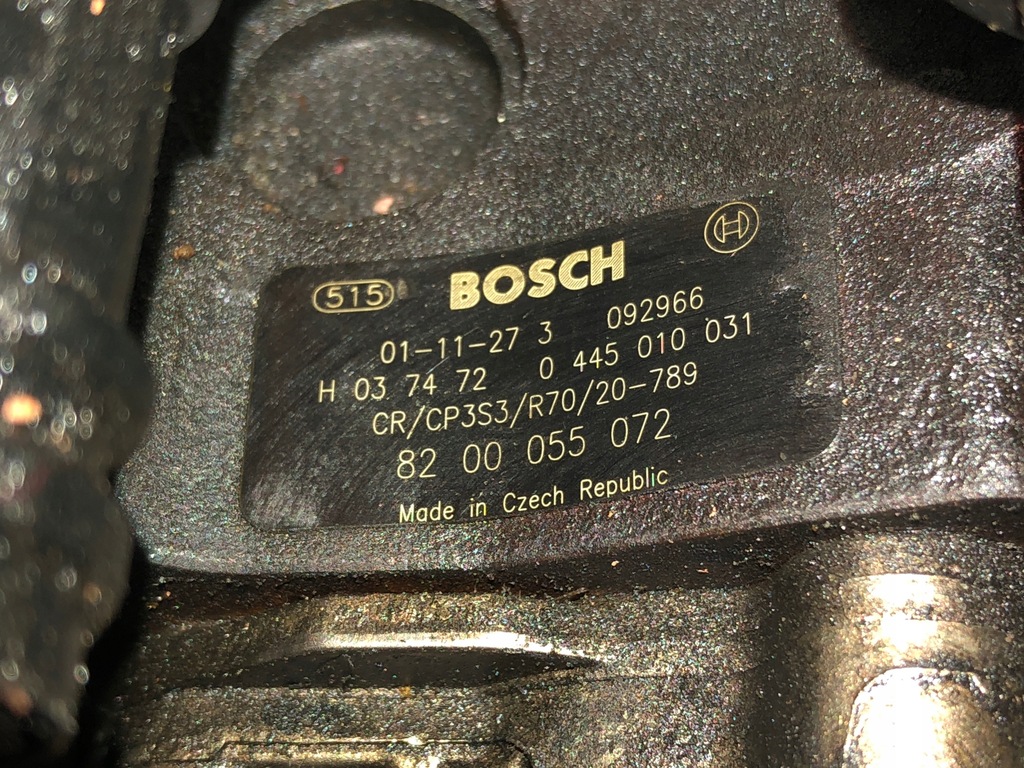 515 BOSCH H
01-11-27 3 092966
H 03 74 72 0 445 010 031
CR/CP3S3/R70/20-789
82 00 055 072
Made in Czech Republic